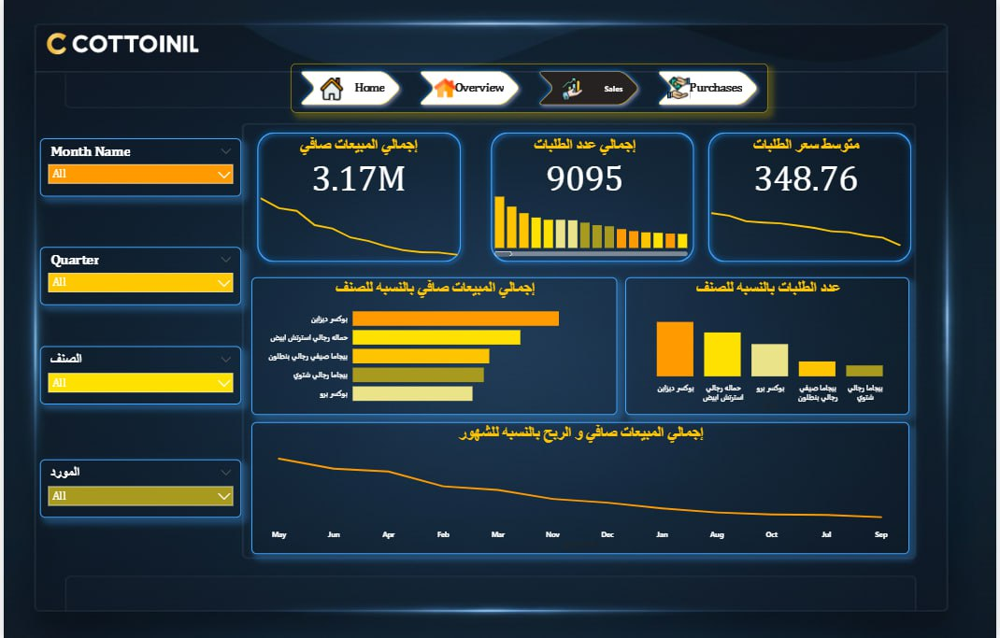 COTTOINIL
Home
Overview
Sales
Purchases
Month Name
All
Quarter
All
الصنف
All
المورد
All
إجمالي المبيعات صافي
3.17M
إجمالي عدد الطلبات
9095
متوسط سعر الطلبات
348.76
إجمالي المبيعات صافي بالنسبه للصنف
بوكسر ديزاين
حماله رجالي استرتش ابيض
بيجاما صيفي رجالي بنطلون
بيجاما رجالي شتوي
بوكسر برو
عدد الطلبات بالنسبه للصنف
بوكسر ديزاين
حماله رجالي
استرتش ابيض
بوكسر برو
بيجاما صيفي
رجالي بنطلون
بيجاما رجالي
شتوي
إجمالي المبيعات صافي و الربح بالنسبه للشهور
May Jun Apr Feb Mar Nov Dec Jan Aug Oct Jul Sep